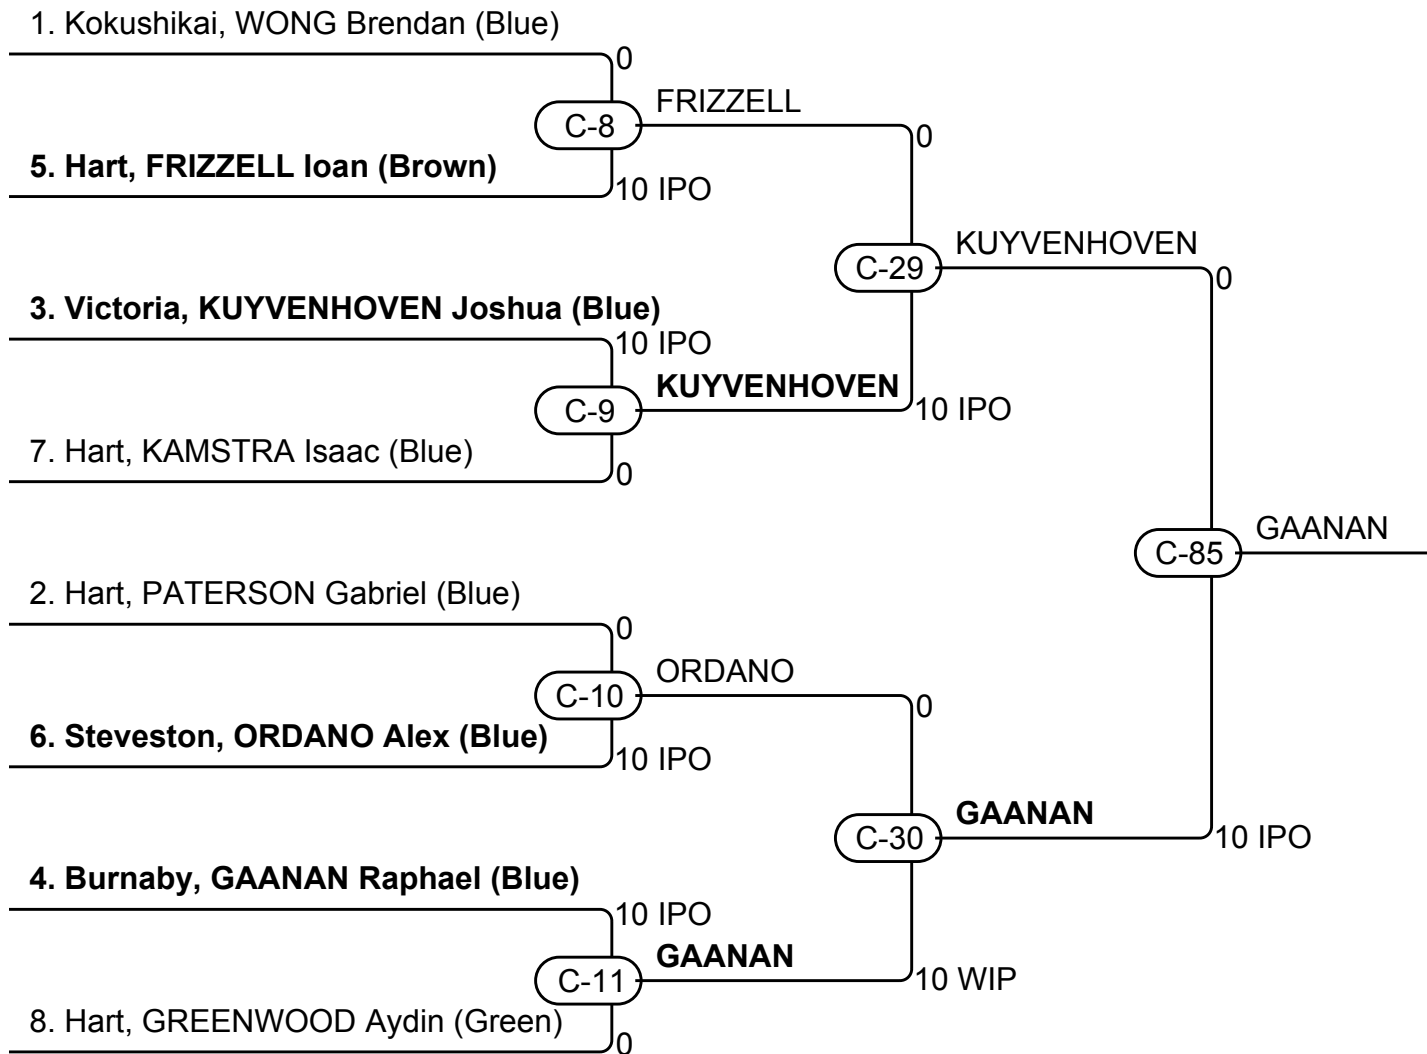 1. Kokushikai, WONG Brendan (Blue)
0
FRIZZELL
C-8
0
5. Hart, FRIZZELL Ioan (Brown)
10 IPO
KUYVENHOVEN
C-29
0
3. Victoria, KUYVENHOVEN Joshua (Blue)
10 IPO
KUYVENHOVEN
C-9
10 IPO
7. Hart, KAMSTRA Isaac (Blue)
0
GAANAN
C-85
2. Hart, PATERSON Gabriel (Blue)
0
ORDANO
C-10
0
6. Steveston, ORDANO Alex (Blue)
10 IPO
GAANAN
C-30
10 IPO
4. Burnaby, GAANAN Raphael (Blue)
10 IPO
GAANAN
C-11
10 WIP
8. Hart, GREENWOOD Aydin (Green)
0